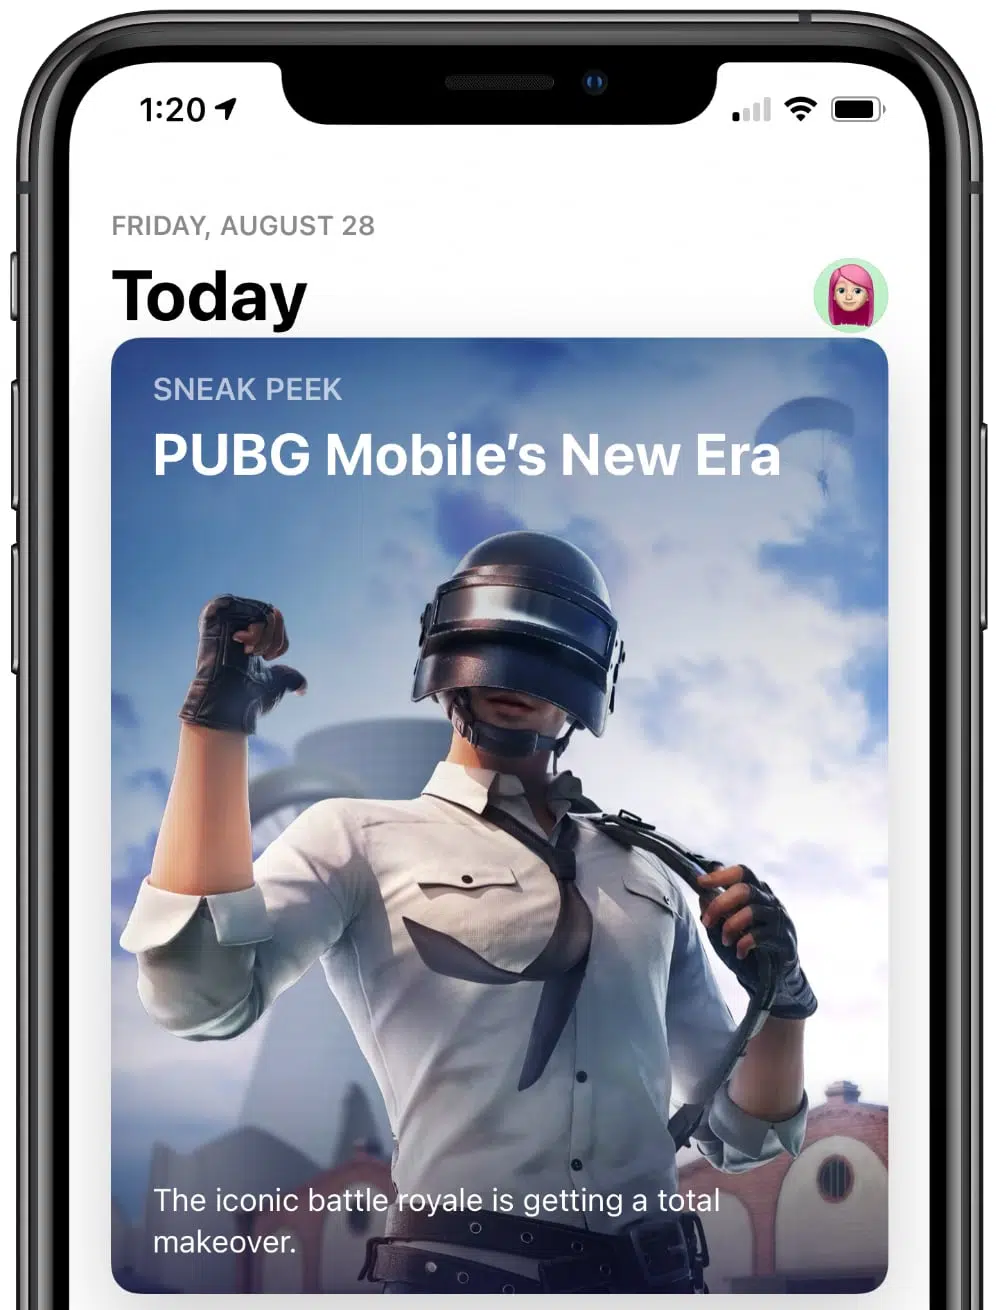 1:20
FRIDAY, AUGUST 28
Today
SNEAK PEEK
PUBG Mobile’s New Era
The iconic battle royale is getting a total
makeover.